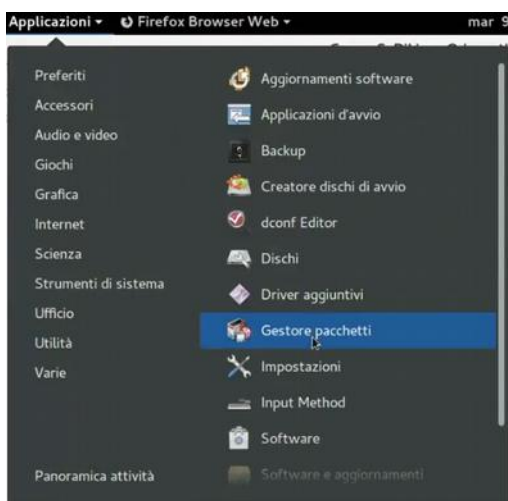 Applicazioni ▾ Firefox Browser Web ▾ mar 9
Preferiti
Accessori
Audio e video
Giochi
Grafica
Internet
Scienza
Strumenti di sistema
Ufficio
Utilità
Varie
Panoramica attività
Aggiornamenti software
Applicazioni d'avvio
Backup
Creatore dischi di avvio
dconf Editor
Dischi
Driver aggiuntivi
Gestore pacchetti
Impostazioni
Input Method
Software
Software e aggiornamenti